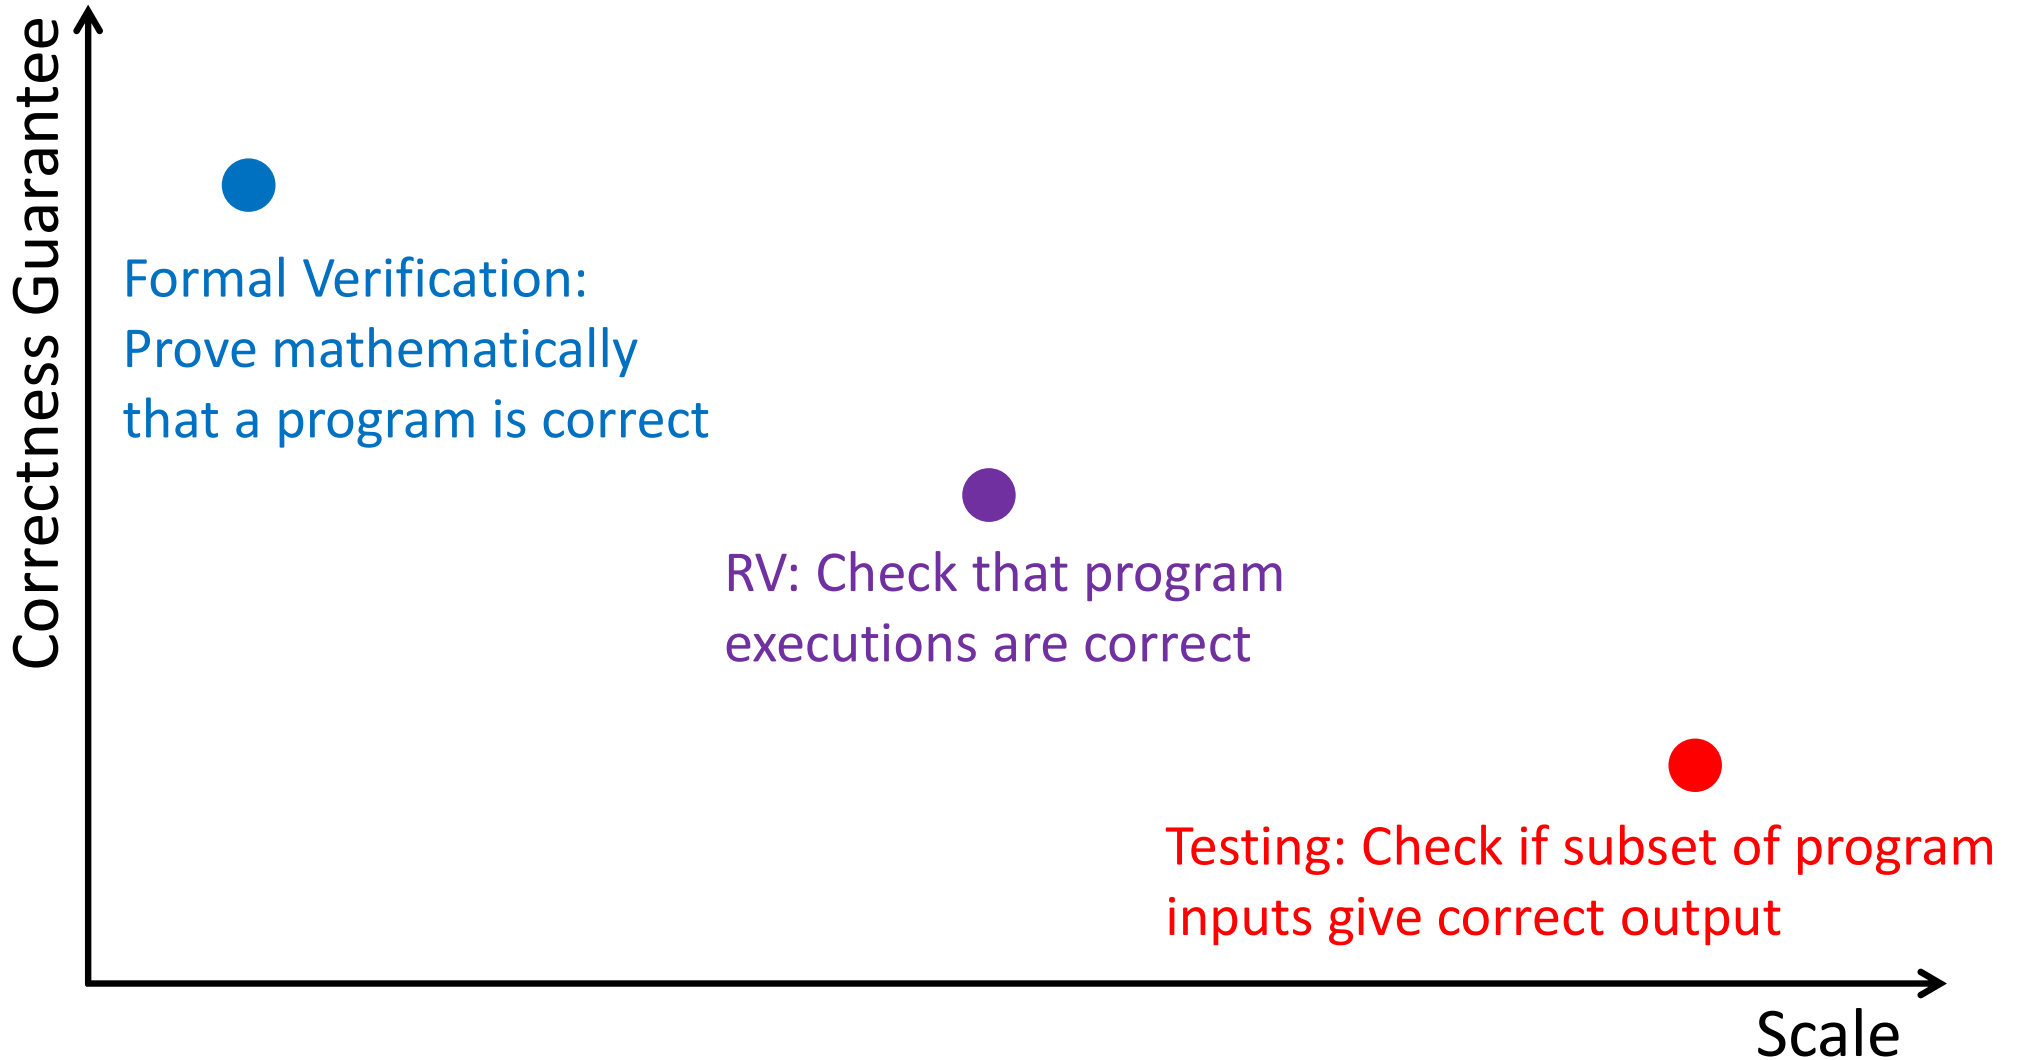 Correctness Guarantee
Formal Verification:
Prove mathematically
that a program is correct
RV: Check that program
executions are correct
Testing: Check if subset of program
inputs give correct output
Scale